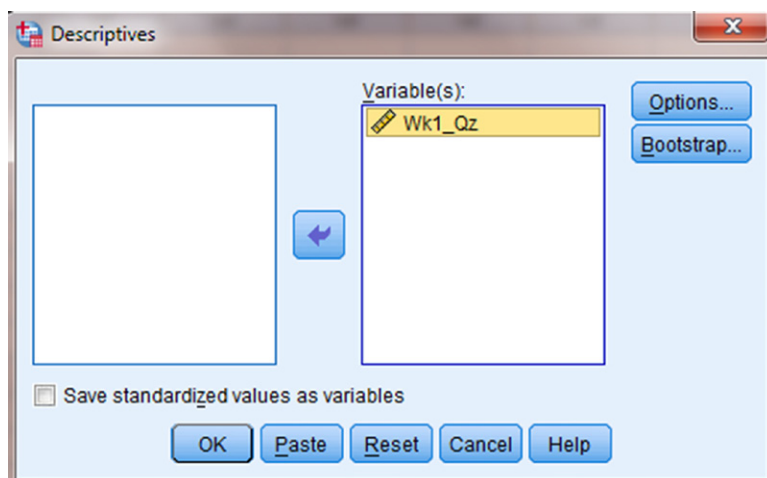 Descriptives
Variable(s):
Wk1_Qz
Options...
Bootstrap...
Save standardized values as variables
OK
Paste
Reset
Cancel
Help